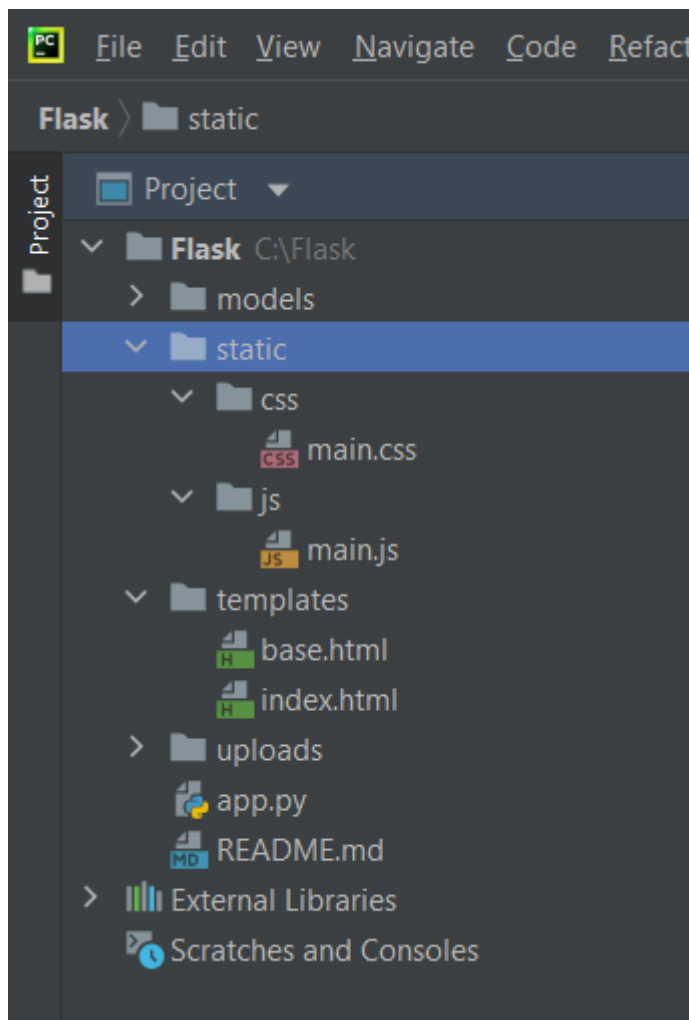 PC File Edit View Navigate Code Refact
Flask static
Project
Project
Flask C:\Flask
models
static
css
CSS main.css
js
JS main.js
templates
H base.html
H index.html
uploads
app.py
MD README.md
External Libraries
Scratches and Consoles